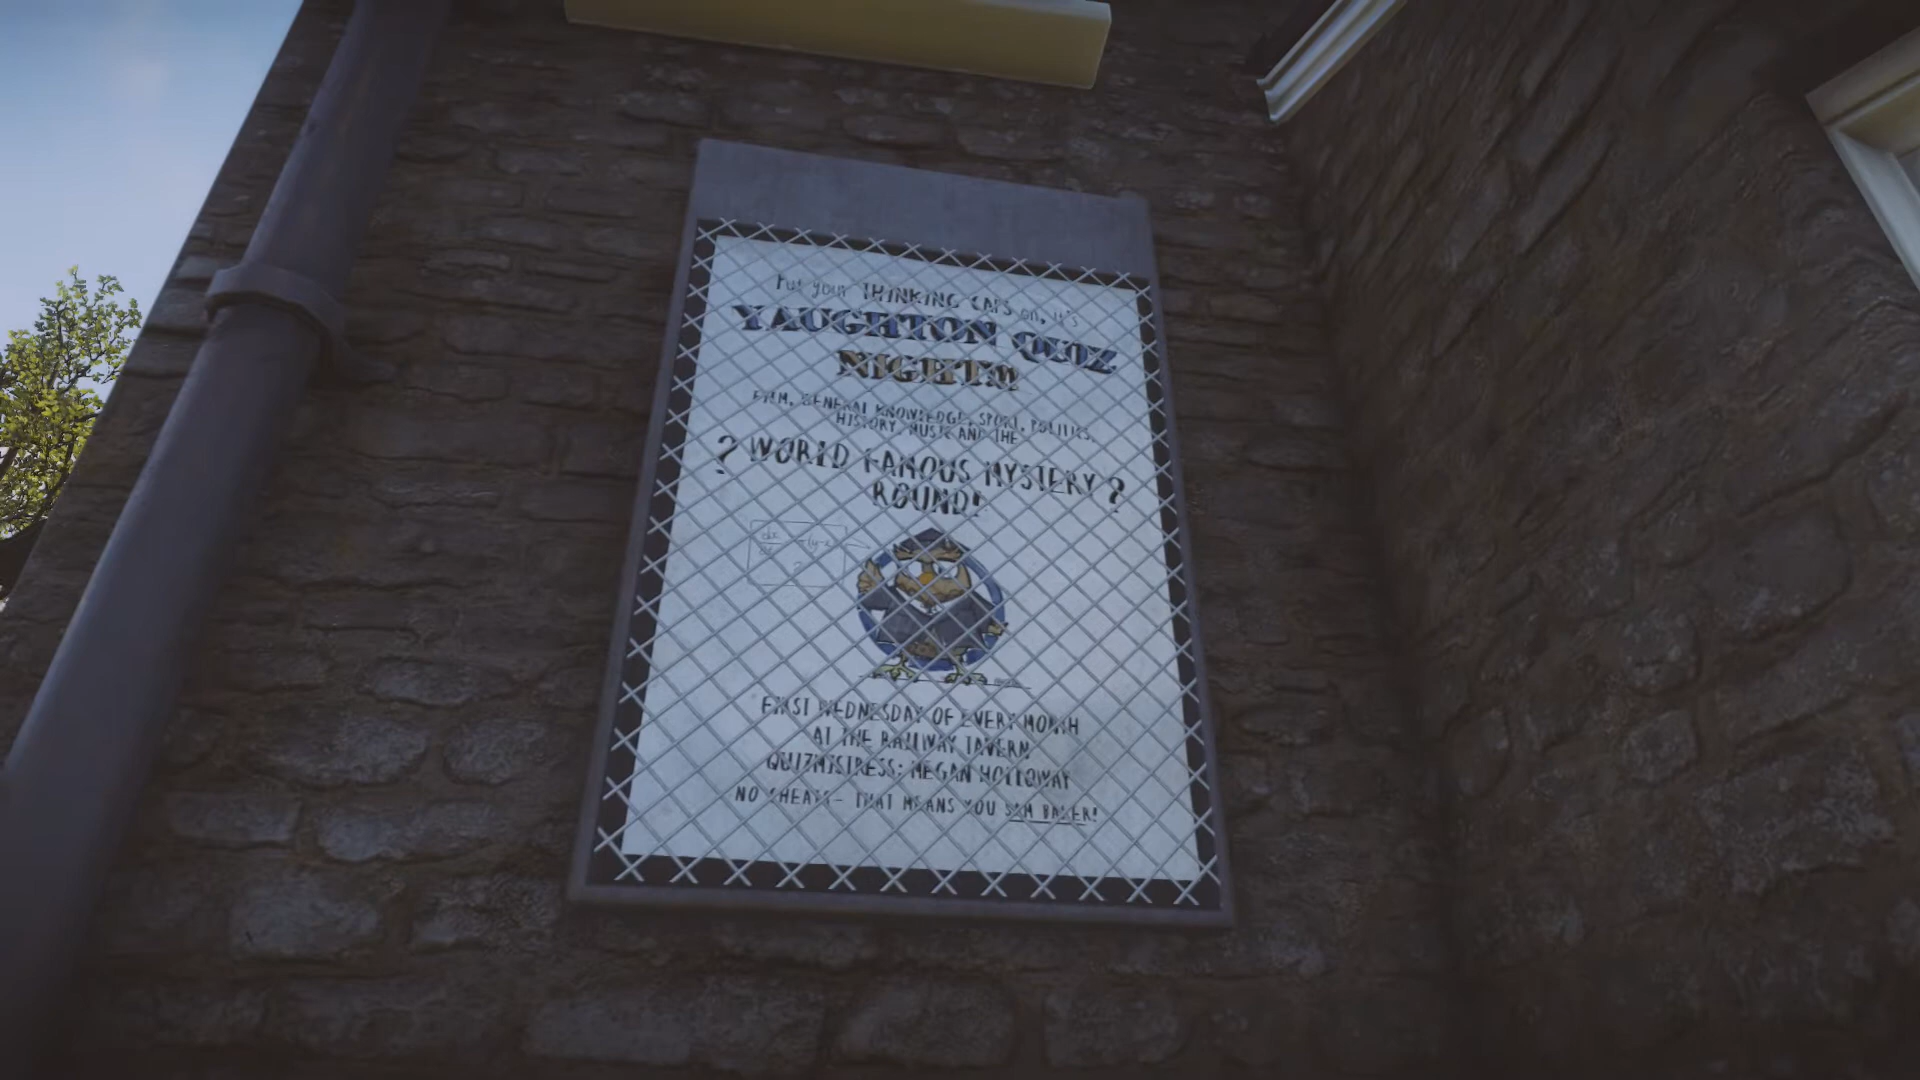 Put your THINKING CAPS on, it's
YAUGHTON QUIZ
NIGHT!!!
FILM, GENERAL KNOWLEDGE, SPORT, POLITICS,
HISTORY, MUSIC AND THE
? WORLD FAMOUS MYSTERY ?
ROUND!
FIRST WEDNESDAY OF EVERY MONTH
AT THE RAILWAY TAVERN
QUIZMISTRESS: MEGAN HOLLOWAY
NO CHEATS - THAT MEANS YOU SAM BAKER!